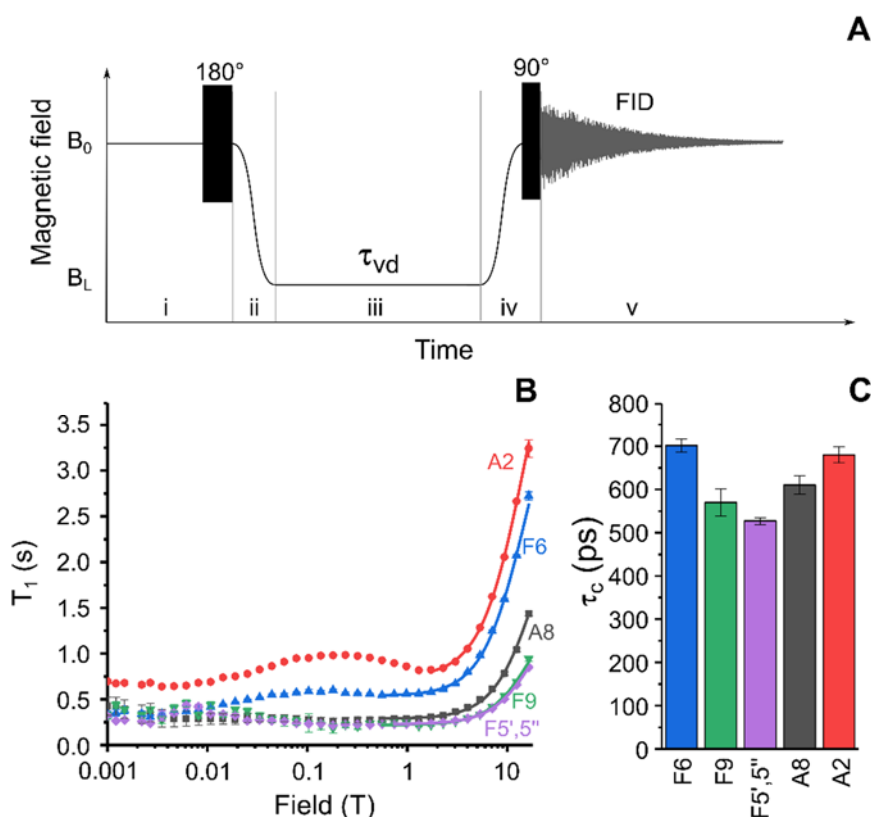 A
180°
90°
FID
Magnetic field
B₀
B_L
τ_vd
i
ii
iii
iv
v
Time
B
3.5
3.0
2.5
2.0
1.5
1.0
0.5
0.0
T₁ (s)
A2
F6
A8
F9
F5',5"
0.001
0.01
0.1
1
10
Field (T)
C
800
700
600
500
400
300
200
100
0
τ_c (ps)
F6
F9
F5',5"
A8
A2